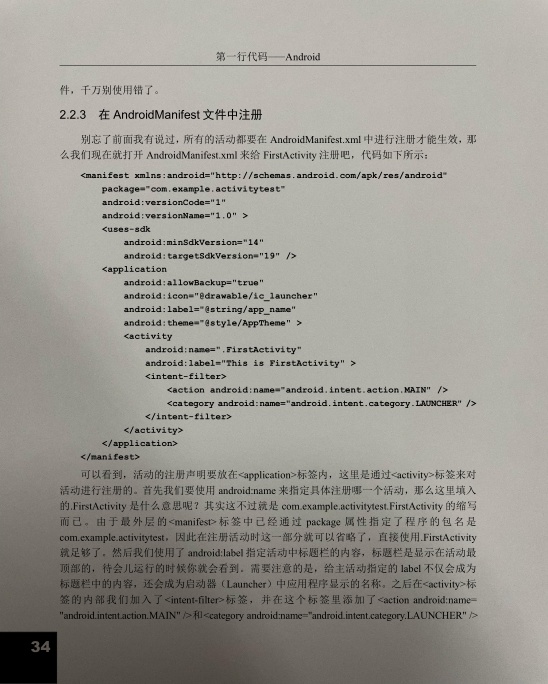 第一行代码——Android
件，千万别使用错了。
2.2.3 在 AndroidManifest 文件中注册
别忘了前面我有说过，所有的活动都要在 AndroidManifest.xml 中进行注册才能生效，那
么我们现在就打开 AndroidManifest.xml 来给 FirstActivity 注册吧，代码如下所示：
<manifest xmlns:android="http://schemas.android.com/apk/res/android"
package="com.example.activitytest"
android:versionCode="1"
android:versionName="1.0" >
<uses-sdk
android:minSdkVersion="14"
android:targetSdkVersion="19" />
<application
android:allowBackup="true"
android:icon="@drawable/ic_launcher"
android:label="@string/app_name"
android:theme="@style/AppTheme" >
<activity
android:name=".FirstActivity"
android:label="This is FirstActivity" >
<intent-filter>
<action android:name="android.intent.action.MAIN" />
<category android:name="android.intent.category.LAUNCHER" />
</intent-filter>
</activity>
</application>
</manifest>
可以看到，活动的注册声明要放在<application>标签内，这里是通过<activity>标签来对
活动进行注册的。首先我们要使用 android:name 来指定具体注册哪一个活动，那么这里填入
的.FirstActivity 是什么意思呢？其实这不过就是 com.example.activitytest.FirstActivity 的缩写
而已。由于最外层的<manifest>标签中已经通过 package 属性指定了程序的包名是
com.example.activitytest，因此在注册活动时这一部分就可以省略了，直接使用.FirstActivity
就足够了。然后我们使用了 android:label 指定活动中标题栏的内容，标题栏是显示在活动最
顶部的，待会儿运行的时候你就会看到。需要注意的是，给主活动指定的 label 不仅会成为
标题栏中的内容，还会成为启动器（Launcher）中应用程序显示的名称。之后在<activity>标
签的内部我们加入了<intent-filter>标签，并在这个标签里添加了<action android:name=
"android.intent.action.MAIN" />和<category android:name="android.intent.category.LAUNCHER" />
34